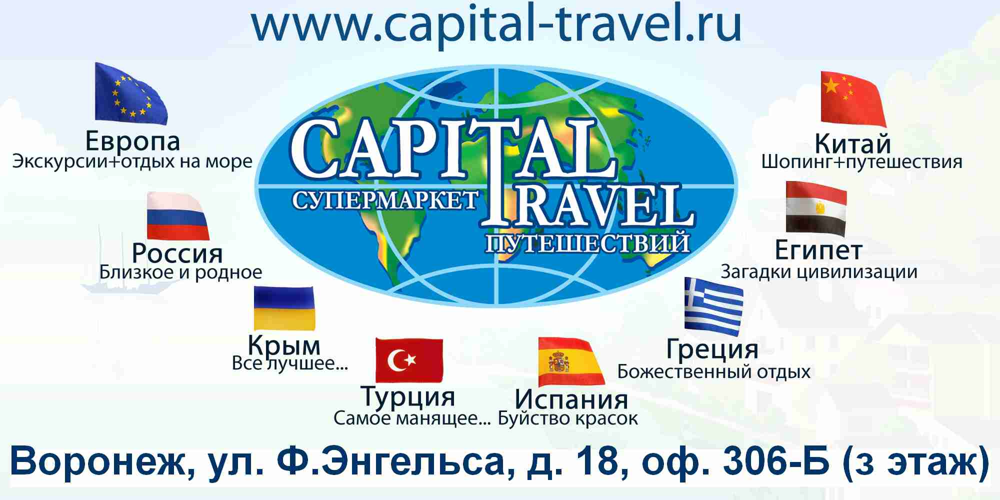 www.capital-travel.ru
CAPITAL
СУПЕРМАРКЕТ
TRAVEL
ПУТЕШЕСТВИЙ
Европа
Экскурсии+отдых на море
Россия
Близкое и родное
Крым
Все лучшее...
Турция
Самое манящее...
Испания
Буйство красок
Греция
Божественный отдых
Египет
Загадки цивилизации
Китай
Шопинг+путешествия
Воронеж, ул. Ф.Энгельса, д. 18, оф. 306-Б (з этаж)